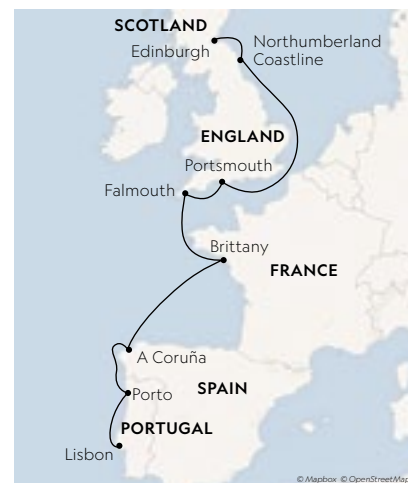 SCOTLAND
Edinburgh
Northumberland
Coastline
ENGLAND
Portsmouth
Falmouth
Brittany
FRANCE
A Coruña
SPAIN
Porto
PORTUGAL
Lisbon
© Mapbox © OpenStreetMap